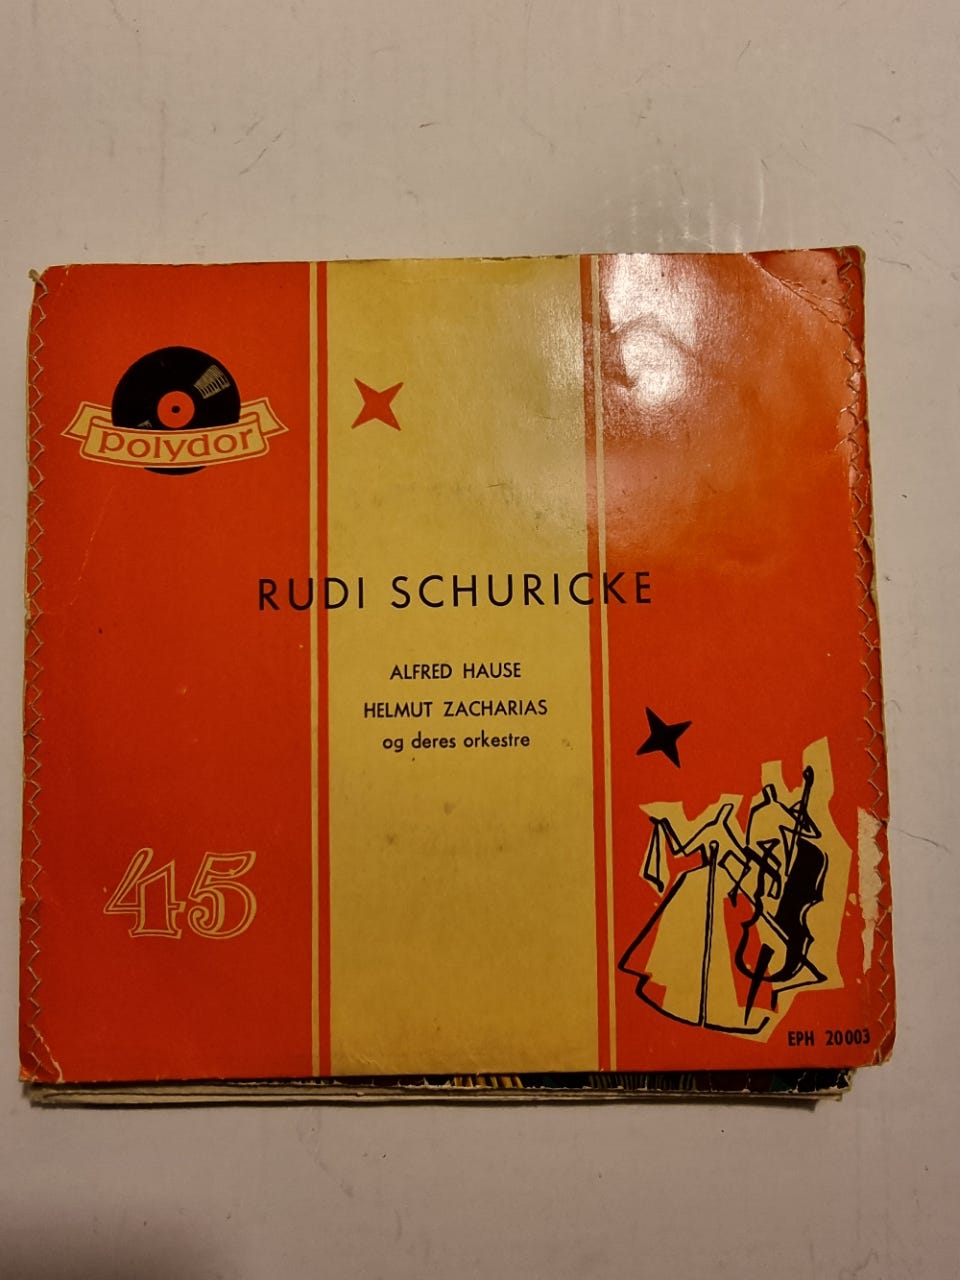 polydor
RUDI SCHURICKE
ALFRED HAUSE
HELMUT ZACHARIAS
og deres orkestre
45
EPH 20003